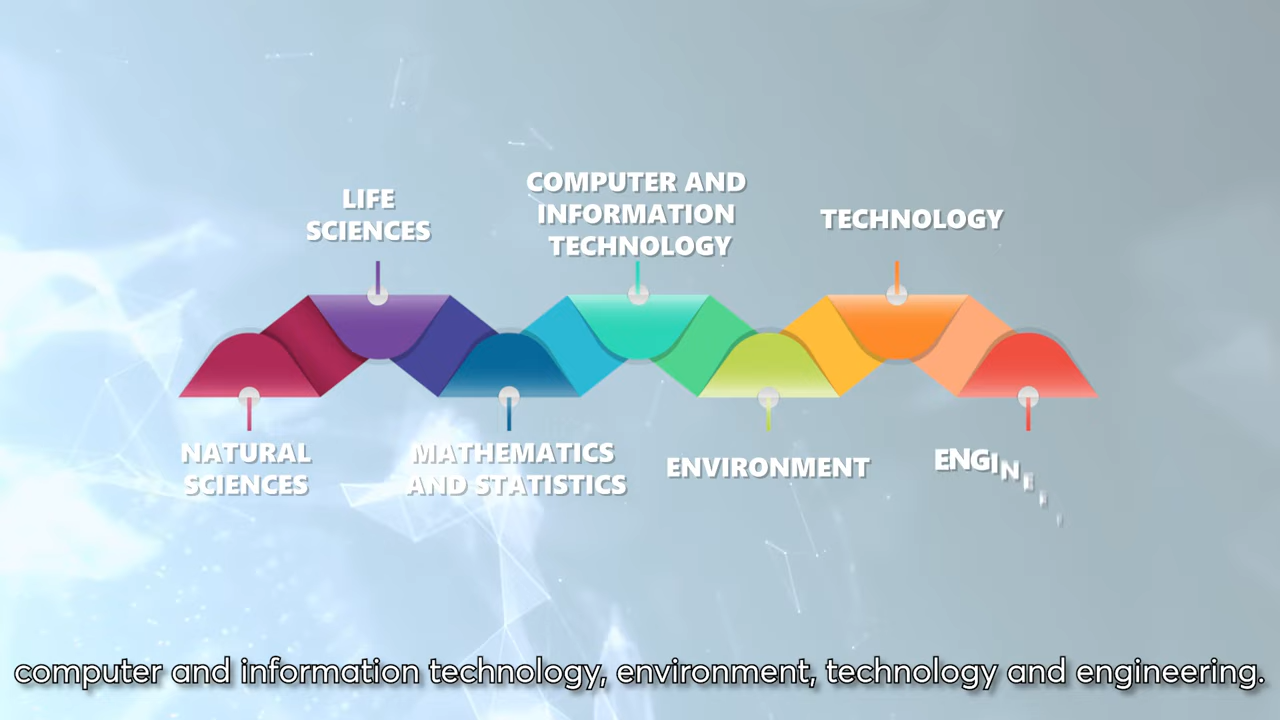 LIFE
SCIENCES
COMPUTER AND
INFORMATION
TECHNOLOGY
TECHNOLOGY
NATURAL
SCIENCES
MATHEMATICS
AND STATISTICS
ENVIRONMENT
ENGIN
computer and information technology, environment, technology and engineering.